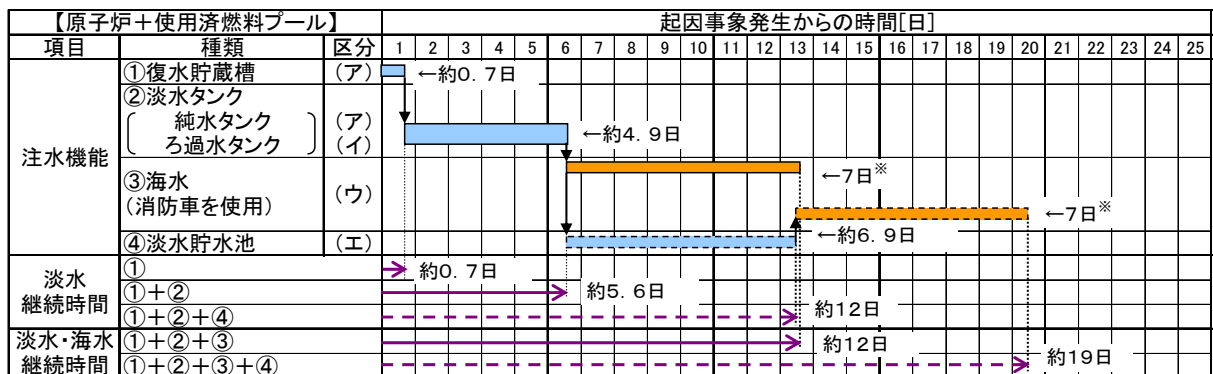 【原子炉＋使用済燃料プール】 起因事象発生からの時間[日]
項目 種類 区分 1 2 3 4 5 6 7 8 9 10 11 12 13 14 15 16 17 18 19 20 21 22 23 24 25
注水機能
①復水貯蔵槽 （ア） ←約0．7日
②淡水タンク
純水タンク （ア）
ろ過水タンク （イ） ←約4．9日
③海水
（消防車を使用） （ウ） ←7日※
←7日※
④淡水貯水池 （エ） ←約6．9日
淡水
継続時間
① 約0．7日
①＋② 約5．6日
①＋②＋④ 約12日
淡水・海水
継続時間
①＋②＋③ 約12日
①＋②＋③＋④ 約19日